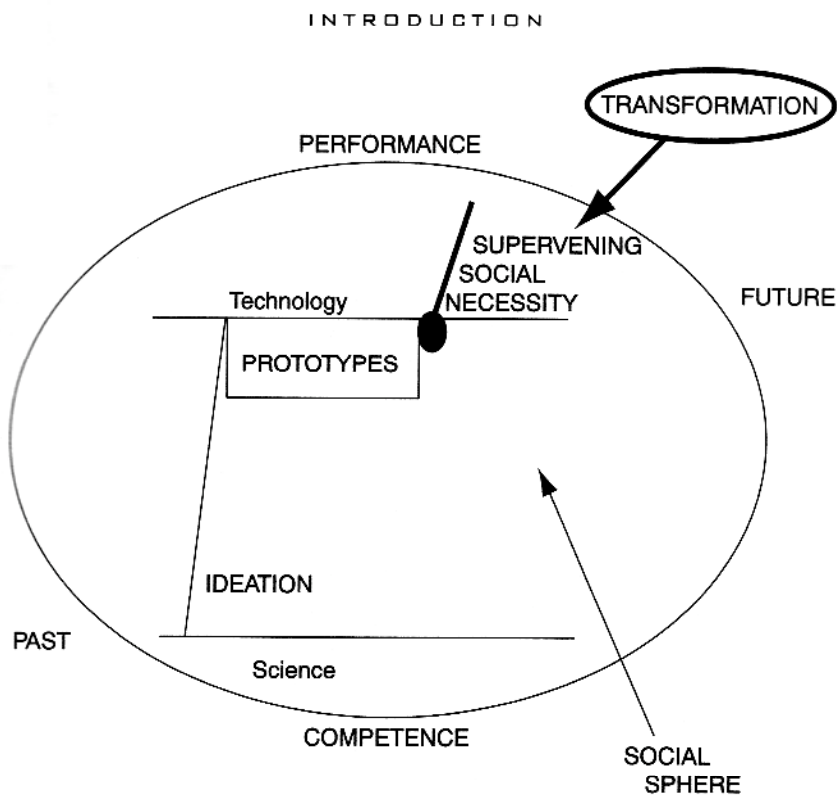 INTRODUCTION
TRANSFORMATION
PERFORMANCE
SUPERVENING
SOCIAL
NECESSITY
Technology
FUTURE
PROTOTYPES
IDEATION
PAST
Science
COMPETENCE
SOCIAL
SPHERE